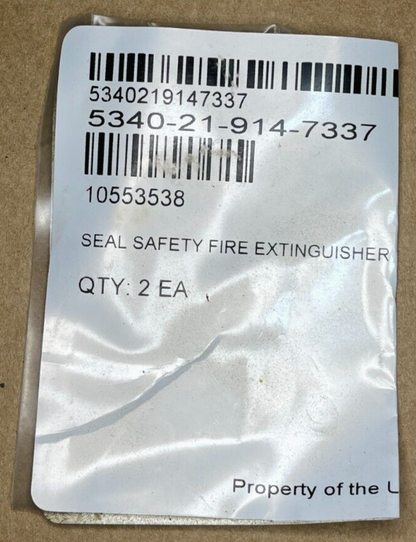 5340219147337
5340-21-914-7337
10553538
SEAL SAFETY FIRE EXTINGUISHER
QTY: 2 EA
Property of the